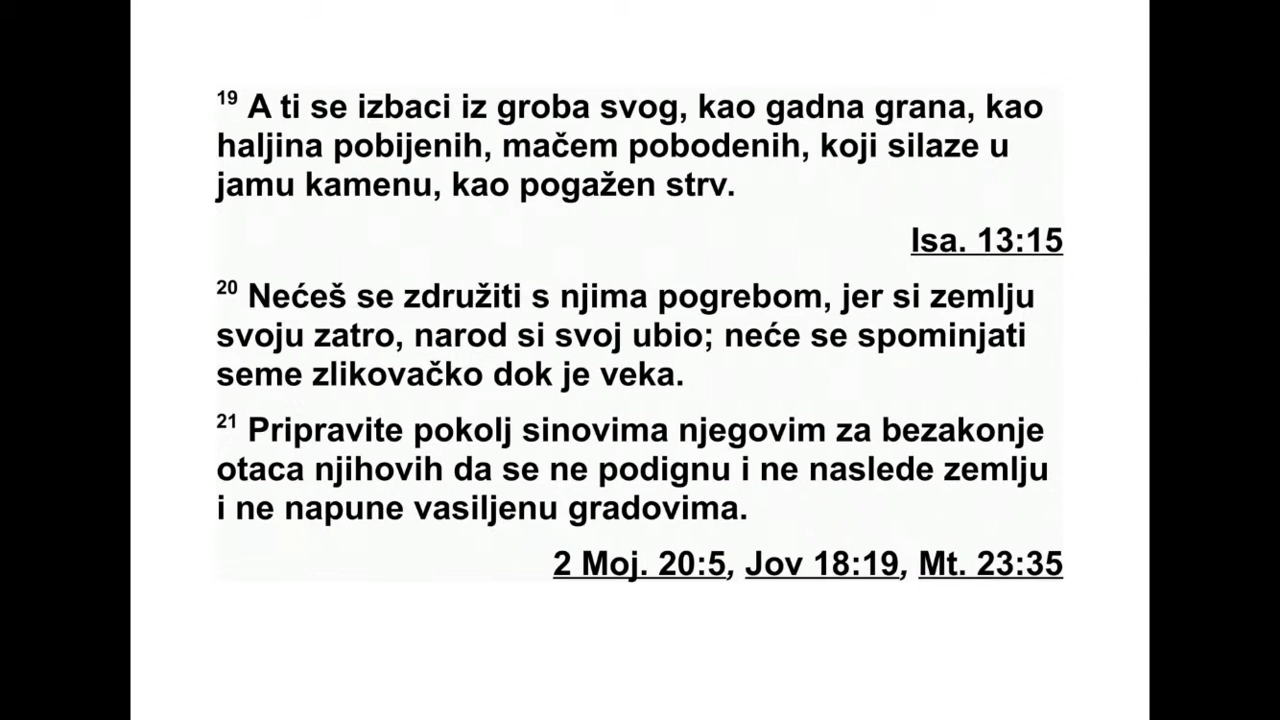 19 A ti se izbaci iz groba svog, kao gadna grana, kao
haljina pobijenih, mačem pobodenih, koji silaze u
jamu kamenu, kao pogažen strv.
Isa. 13:15
20 Nećeš se združiti s njima pogrebom, jer si zemlju
svoju zatro, narod si svoj ubio; neće se spominjati
seme zlikovačko dok je veka.
21 Pripravite pokolj sinovima njegovim za bezakonje
otaca njihovih da se ne podignu i ne naslede zemlju
i ne napune vasiljenu gradovima.
2 Moj. 20:5, Jov 18:19, Mt. 23:35